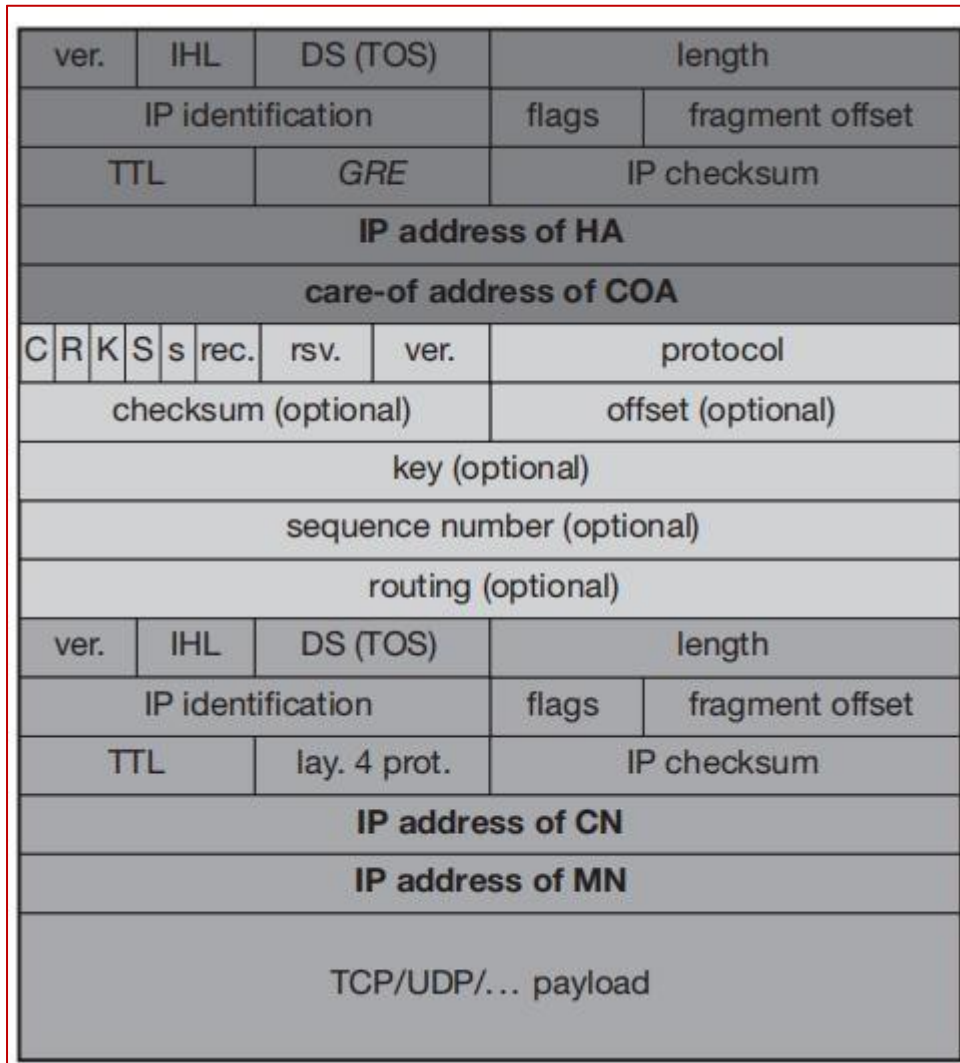 ver. IHL DS (TOS) length
IP identification flags fragment offset
TTL GRE IP checksum
IP address of HA
care-of address of COA
C R K S s rec. rsv. ver. protocol
checksum (optional) offset (optional)
key (optional)
sequence number (optional)
routing (optional)
ver. IHL DS (TOS) length
IP identification flags fragment offset
TTL lay. 4 prot. IP checksum
IP address of CN
IP address of MN
TCP/UDP/... payload